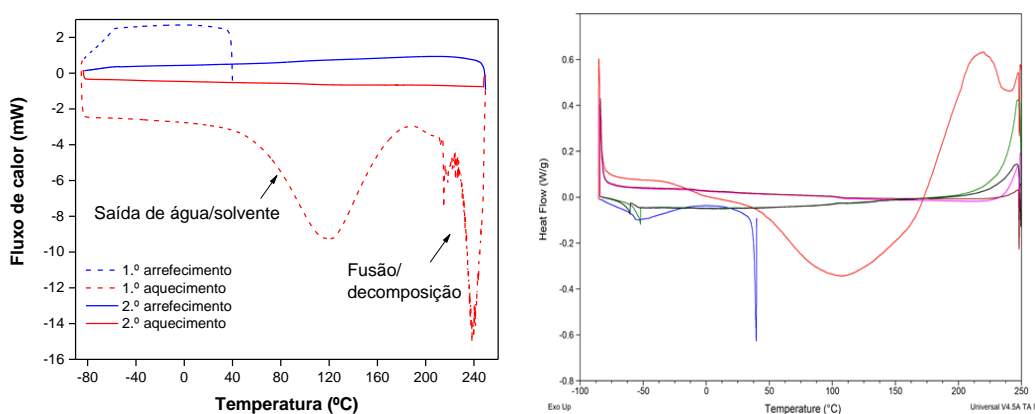 Fluxo de calor (mW)
2
0
-2
-4
-6
-8
-10
-12
-14
-16
-80
-40
0
40
80
120
160
200
240
Temperatura (ºC)
Saída de água/solvente
Fusão/
decomposição
1.º arrefecimento
1.º aquecimento
2.º arrefecimento
2.º aquecimento
Heat Flow (W/g)
0.6
0.4
0.2
0.0
-0.2
-0.4
-0.6
-0.8
-100
-50
0
50
100
150
200
250
Exo Up
Temperature (°C)
Universal V4.5A TA